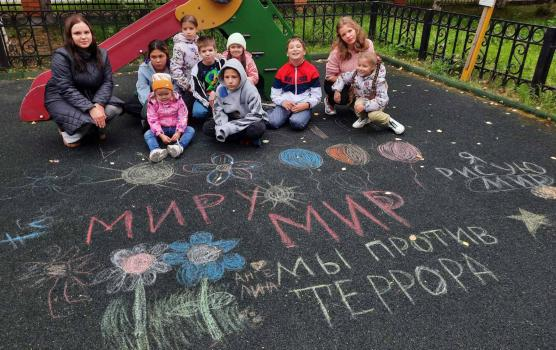 Я
РИСУЮ
МИР
МИРУ МИР
МЫ ПРОТИВ
ТЕРРОРА